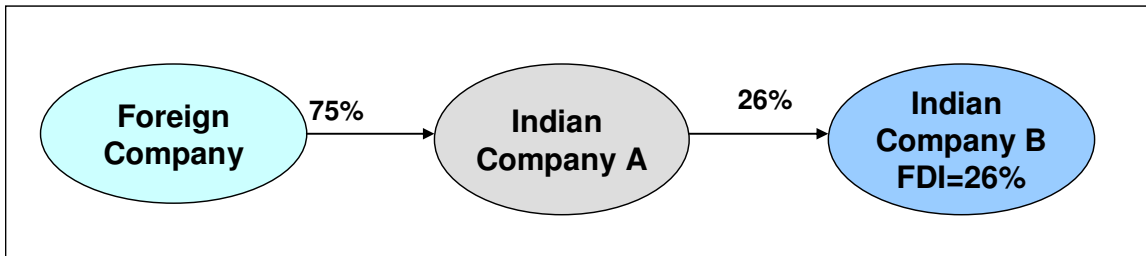 Foreign
Company
75%
Indian
Company A
26%
Indian
Company B
FDI=26%